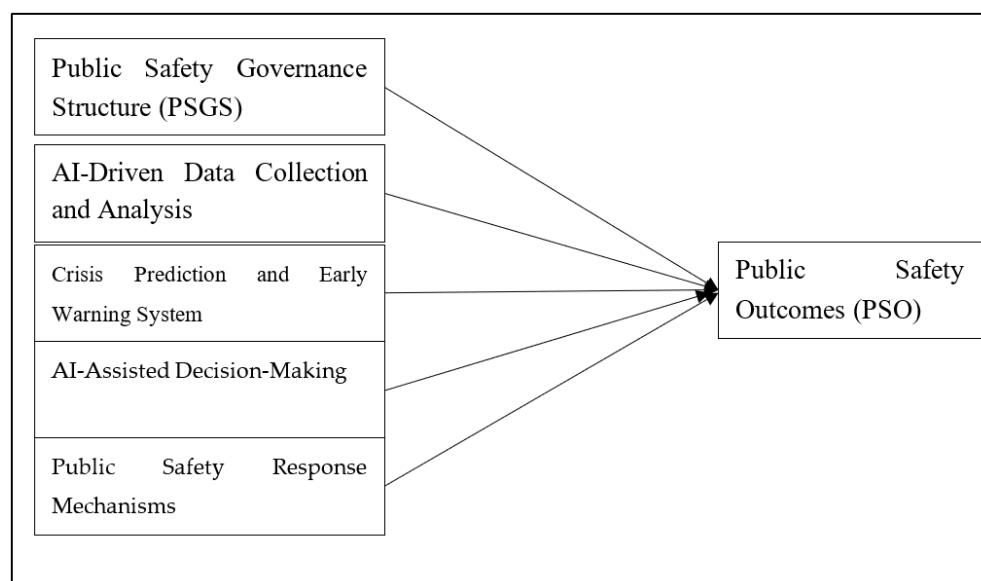 Public Safety Governance
Structure (PSGS)
AI-Driven Data Collection
and Analysis
Crisis Prediction and Early
Warning System
AI-Assisted Decision-Making
Public Safety Response
Mechanisms
Public Safety
Outcomes (PSO)